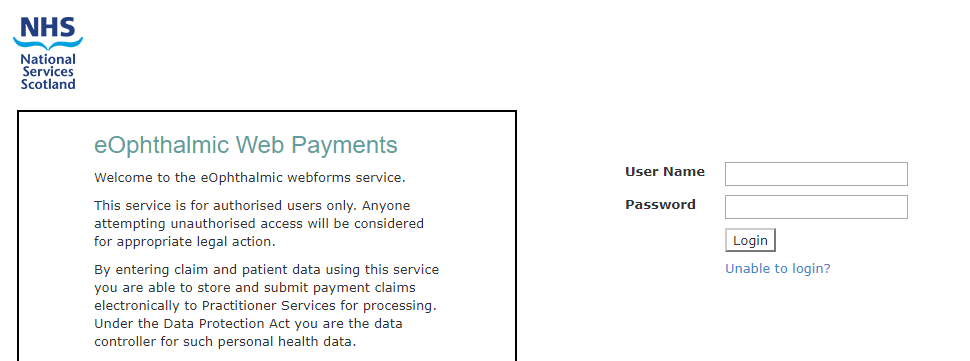 NHS
National
Services
Scotland
eOphthalmic Web Payments
Welcome to the eOphthalmic webforms service.
This service is for authorised users only. Anyone
attempting unauthorised access will be considered
for appropriate legal action.
By entering claim and patient data using this service
you are able to store and submit payment claims
electronically to Practitioner Services for processing.
Under the Data Protection Act you are the data
controller for such personal health data.
User Name
Password
Login
Unable to login?